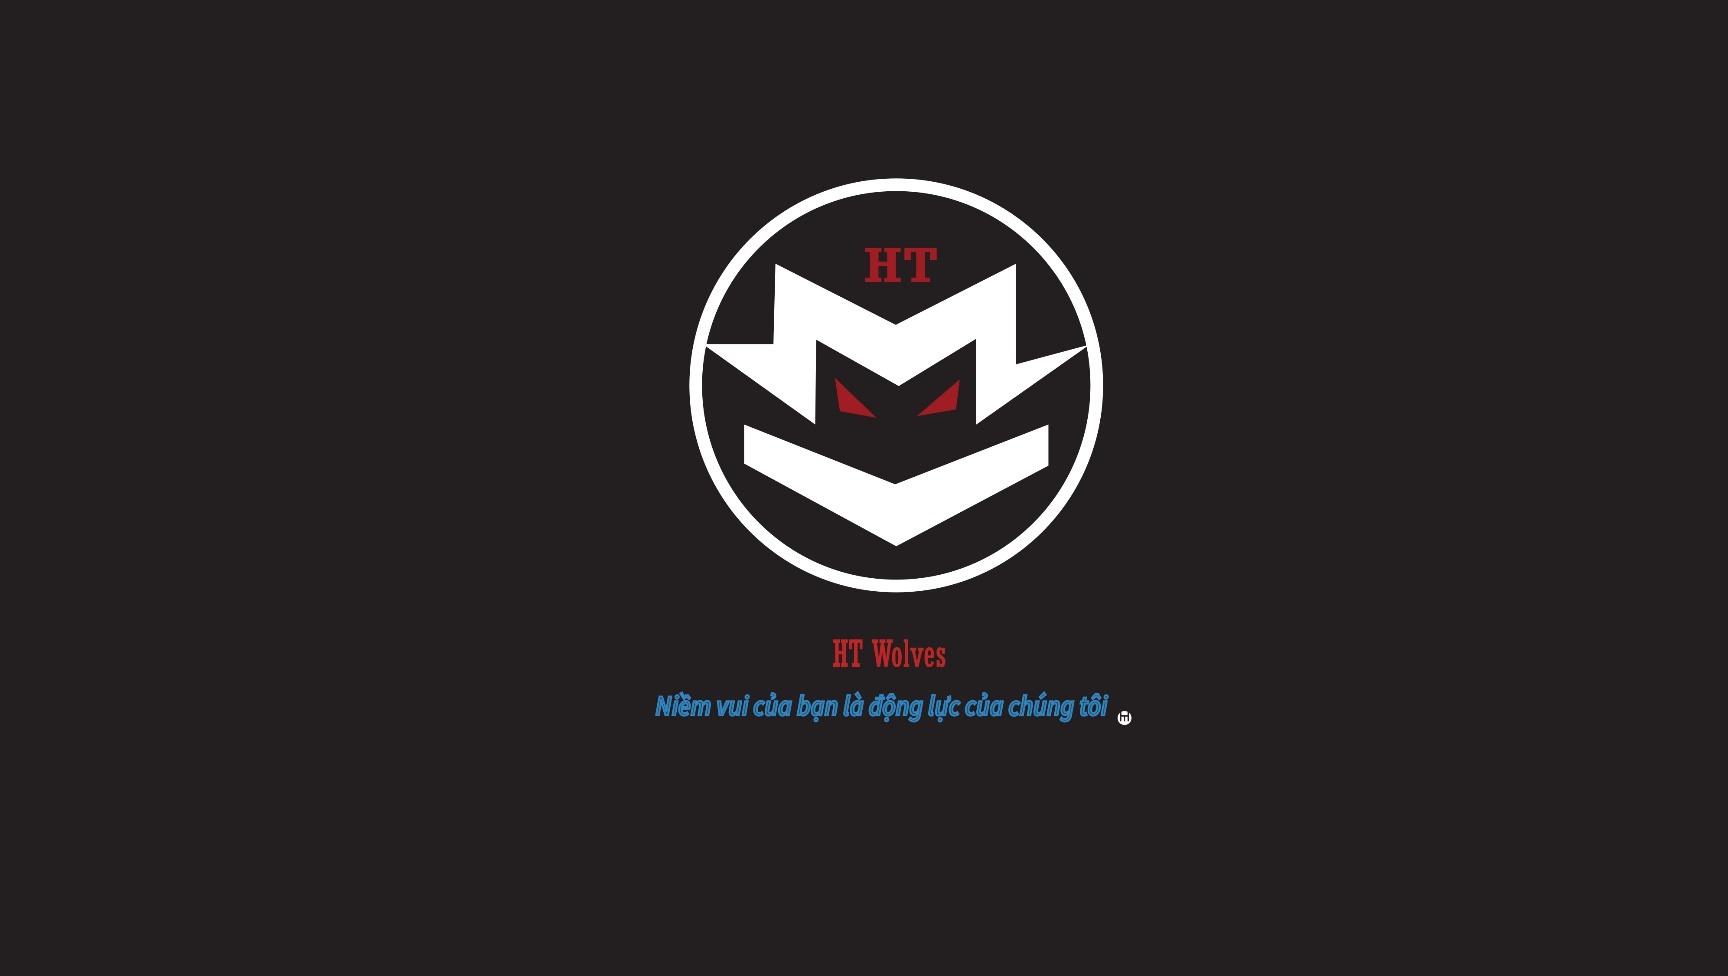 HT
HT Wolves
Niềm vui của bạn là động lực của chúng tôi